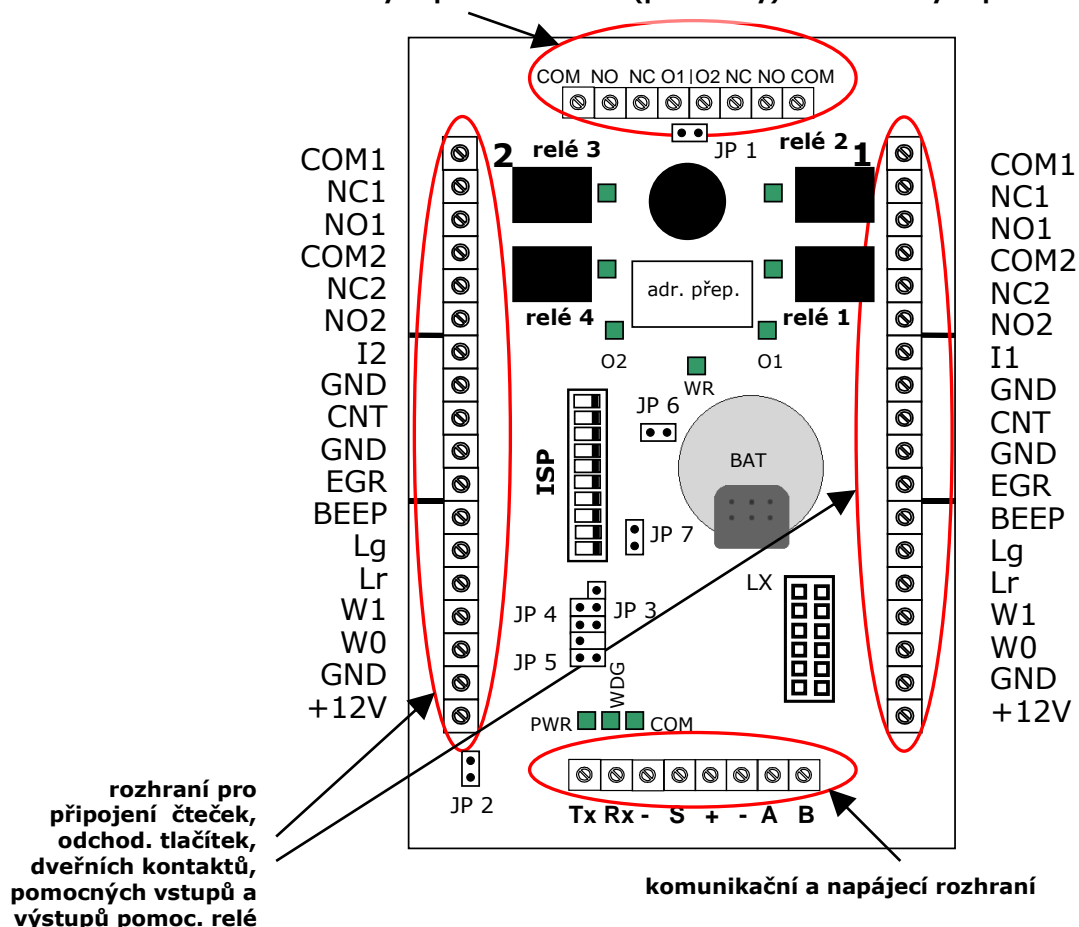 COM NO NC O1 O2 NC NO COM
JP 1
2
relé 3
relé 2
1
COM1
NC1
NO1
COM2
NC2
NO2
I2
GND
CNT
GND
EGR
BEEP
Lg
Lr
W1
W0
GND
+12V
COM1
NC1
NO1
COM2
NC2
NO2
I1
GND
CNT
GND
EGR
BEEP
Lg
Lr
W1
W0
GND
+12V
adr. přep.
relé 4
relé 1
O2
O1
WR
JP 6
ISP
BAT
JP 7
LX
JP 4
JP 3
JP 5
WDG
PWR
COM
JP 2
Tx Rx - S + - A B
rozhraní pro
připojení čteček,
odchod. tlačítek,
dveřních kontaktů,
pomocných vstupů a
výstupů pomoc. relé
komunikační a napájecí rozhraní